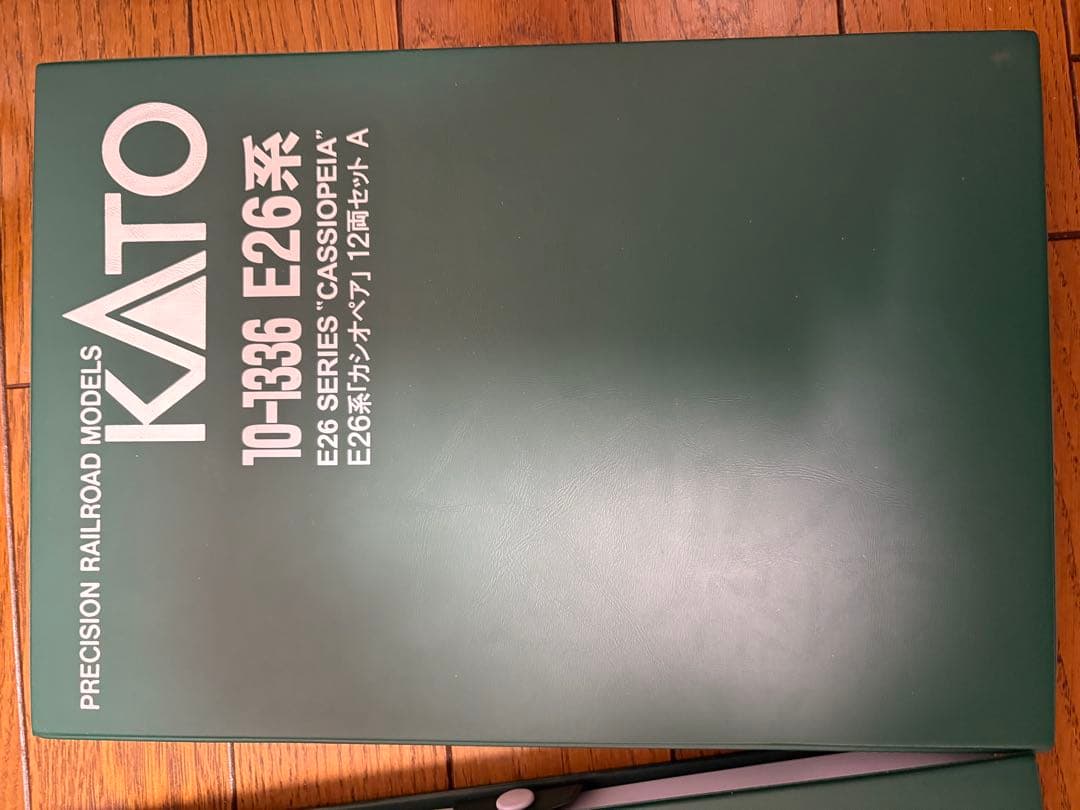 PRECISION RAILROAD MODELS
KATO
10-1336 E26系
E26 SERIES "CASSIOPEIA"
E26系「カシオペア」 12両セット A